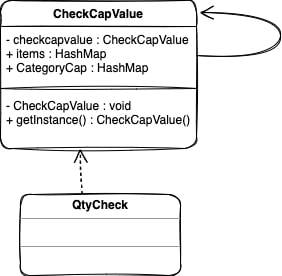 CheckCapValue
- checkcapvalue : CheckCapValue
+ items : HashMap
+ CategoryCap : HashMap
- CheckCapValue : void
+ getInstance() : CheckCapValue()
QtyCheck